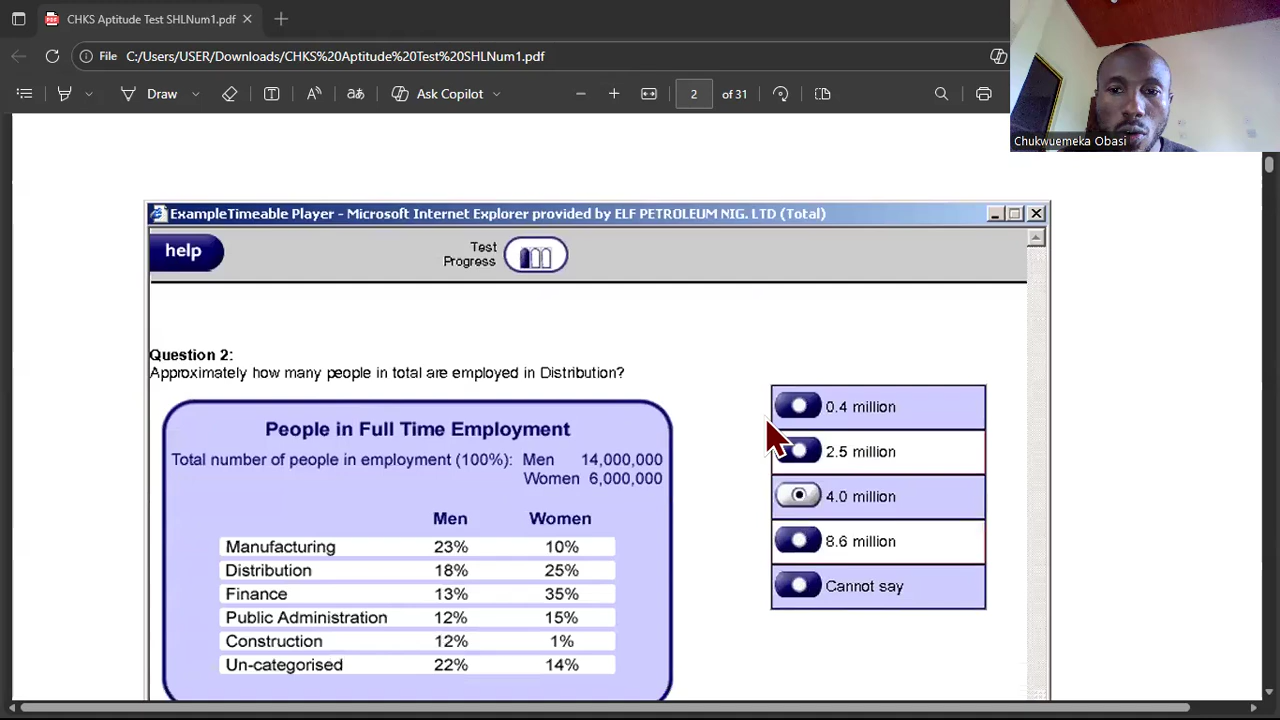 CHKS Aptitude Test SHLNum1.pdf
File C:/Users/USER/Downloads/CHKS%20Aptitude%20Test%20SHLNum1.pdf
Draw
Ask Copilot
2 of 31
Chukwuemeka Obasi
ExampleTimeable Player - Microsoft Internet Explorer provided by ELF PETROLEUM NIG. LTD (Total)
help
Test
Progress
Question 2:
Approximately how many people in total are employed in Distribution?
People in Full Time Employment
Total number of people in employment (100%): Men 14,000,000
Women 6,000,000
Men Women
Manufacturing 23% 10%
Distribution 18% 25%
Finance 13% 35%
Public Administration 12% 15%
Construction 12% 1%
Un-categorised 22% 14%
0.4 million
2.5 million
4.0 million
8.6 million
Cannot say